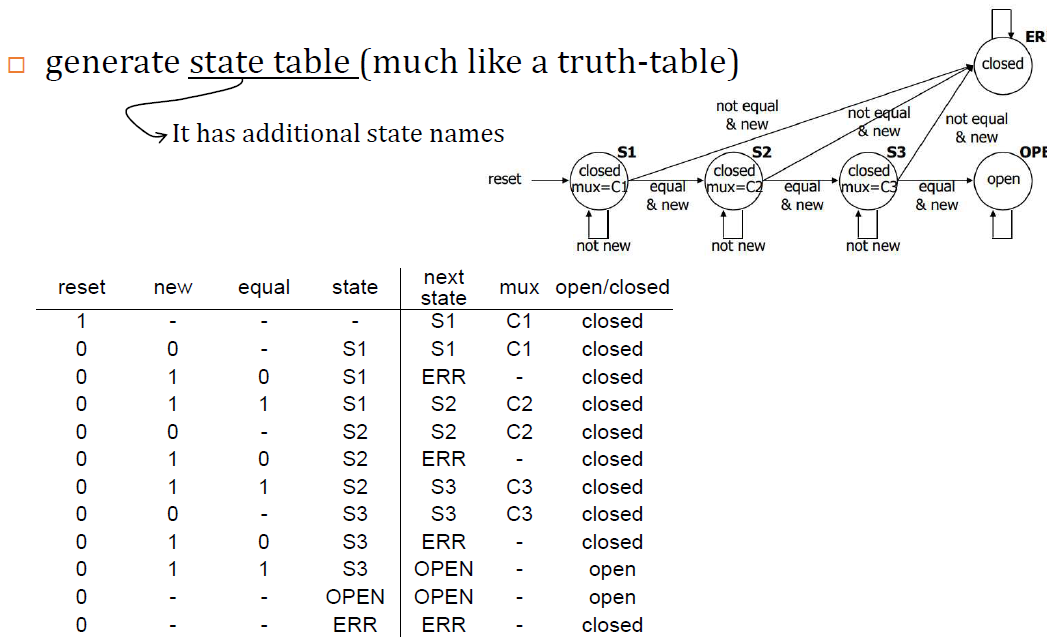 generate state table (much like a truth-table)
It has additional state names
ER
closed
not equal
& new
not equal
& new
not equal
& new
S1
S2
S3
OPE
reset
closed
mux=C1
equal
& new
closed
mux=C2
equal
& new
closed
mux=C3
equal
& new
open
not new
not new
not new
reset new equal state next state mux open/closed
1 - - - S1 C1 closed
0 0 - S1 S1 C1 closed
0 1 0 S1 ERR - closed
0 1 1 S1 S2 C2 closed
0 0 - S2 S2 C2 closed
0 1 0 S2 ERR - closed
0 1 1 S2 S3 C3 closed
0 0 - S3 S3 C3 closed
0 1 0 S3 ERR - closed
0 1 1 S3 OPEN - open
0 - - OPEN OPEN - open
0 - - ERR ERR - closed